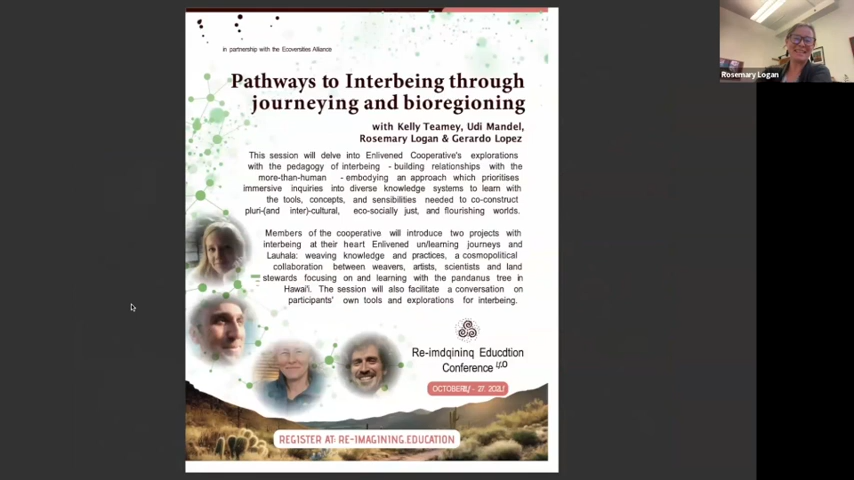 in partnership with the Ecoversities Alliance
Pathways to Interbeing through
journeying and bioregioning
with Kelly Teamey, Udi Mandel,
Rosemary Logan & Gerardo Lopez
This session will delve into Enlivened Cooperative's explorations
with the pedagogy of interbeing - building relationships with the
more-than-human - embodying an approach which prioritises
immersive inquiries into diverse knowledge systems to learn with
the tools, concepts, and sensibilities needed to co-construct
pluri-(and inter)-cultural, eco-socially just, and flourishing worlds.
Members of the cooperative will introduce two projects with
interbeing at their heart Enlivened un/learning journeys and
Lauhala: weaving knowledge and practices, a cosmopolitical
collaboration between weavers, artists, scientists and land
stewards focusing on and learning with the pandanus tree in
Hawai'i. The session will also facilitate a conversation on
participants' own tools and explorations for interbeing.
Re-imagining Education
Conference
REGISTER AT: RE-IMAGINING.EDUCATION
Rosemary Logan